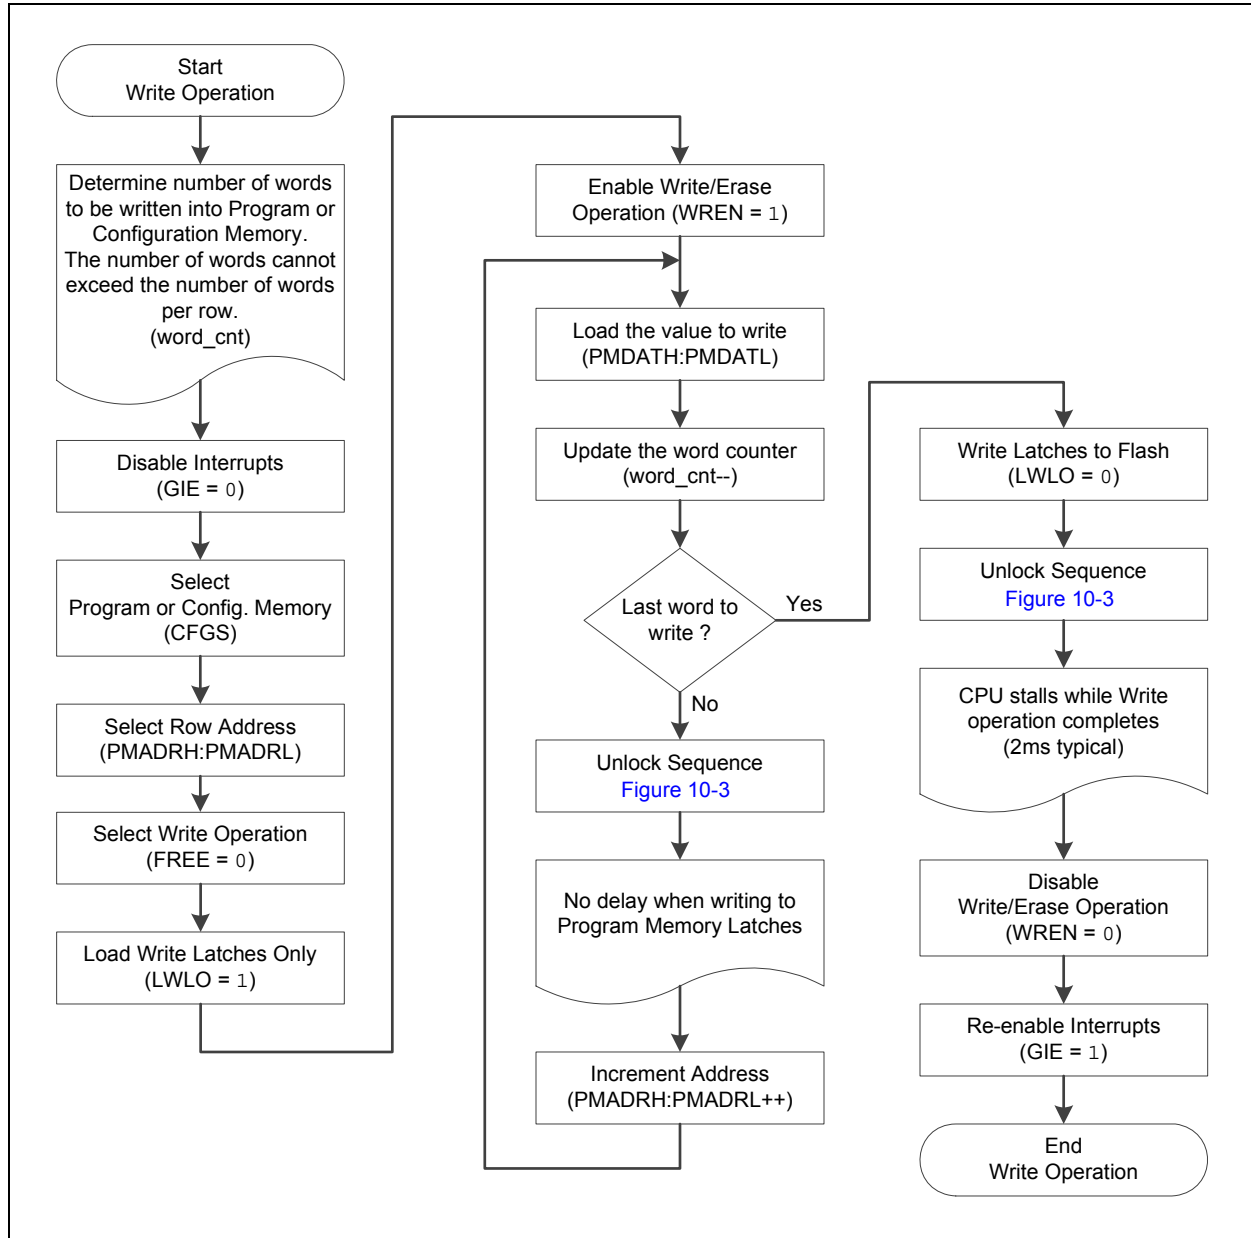 Start
Write Operation
Determine number of words
to be written into Program or
Configuration Memory.
The number of words cannot
exceed the number of words
per row.
(word_cnt)
Disable Interrupts
(GIE = 0)
Select
Program or Config. Memory
(CFGS)
Select Row Address
(PMADRH:PMADRL)
Select Write Operation
(FREE = 0)
Load Write Latches Only
(LWLO = 1)
Enable Write/Erase
Operation (WREN = 1)
Load the value to write
(PMDATH:PMDATL)
Update the word counter
(word_cnt--)
Last word to
write ?
Yes
No
Unlock Sequence
Figure 10-3
No delay when writing to
Program Memory Latches
Increment Address
(PMADRH:PMADRL++)
Write Latches to Flash
(LWLO = 0)
Unlock Sequence
Figure 10-3
CPU stalls while Write
operation completes
(2ms typical)
Disable
Write/Erase Operation
(WREN = 0)
Re-enable Interrupts
(GIE = 1)
End
Write Operation